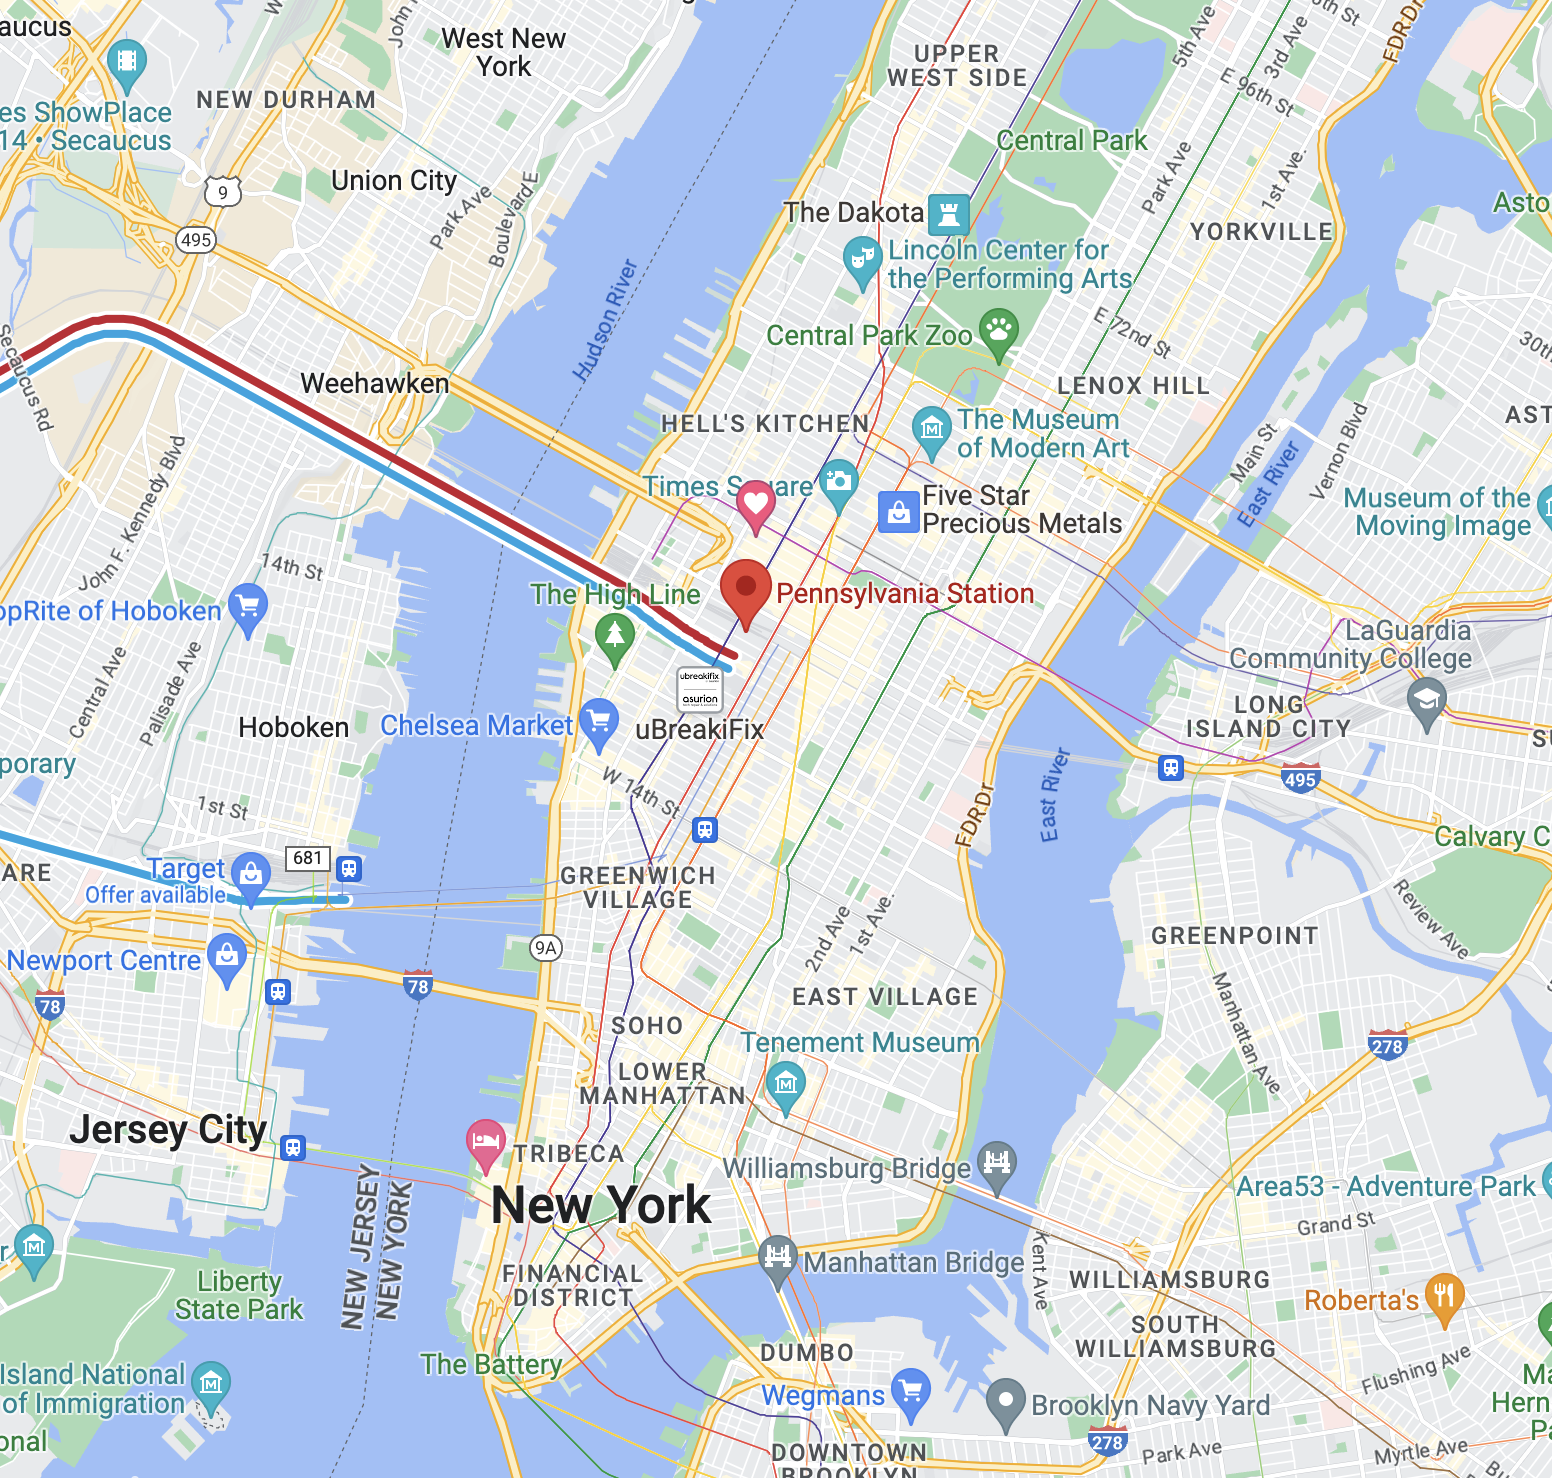 aucus
West New
York
John F
UPPER
WEST SIDE
5th Ave
3rd Ave
FDR Dr
E 96th St
NEW DURHAM
es ShowPlace
14 • Secaucus
Central Park
Park Ave
1st Ave.
9
Union City
Park Ave
Boulevard E
495
The Dakota
YORKVILLE
Asto
Lincoln Center for
the Performing Arts
Hudson River
Central Park Zoo
E 72nd St
30th
Secaucus Rd
Weehawken
LENOX HILL
HELL'S KITCHEN
The Museum
of Modern Art
AST
Main St
Vernon Blvd
East River
John F. Kennedy Blvd
Times Square
Five Star
Precious Metals
Museum of the
Moving Image
14th St
The High Line
Pennsylvania Station
opRite of Hoboken
LaGuardia
Community College
Central Ave
Palisade Ave
ubreakifix
asurion
uBreakiFix
Hoboken
Chelsea Market
LONG
ISLAND CITY
SU
porary
W 14th St
East River
495
1st St
FDR Dr
Calvary C
681
ARE
Target
Offer available
GREENWICH
VILLAGE
2nd Ave
1st Ave.
Review Ave
9A
GREENPOINT
Newport Centre
78
78
EAST VILLAGE
Manhattan Ave
SOHO
Tenement Museum
278
LOWER
MANHATTAN
Jersey City
TRIBECA
Williamsburg Bridge
New York
NEW JERSEY
NEW YORK
Area53 - Adventure Park
Grand St
r
Kent Ave
Manhattan Bridge
Liberty
State Park
FINANCIAL
DISTRICT
WILLIAMSBURG
Roberta's
SOUTH
WILLIAMSBURG
The Battery
DUMBO
Flushing Ave
Island National
of Immigration
Wegmans
Brooklyn Navy Yard
Ma
Hern
Pa
onal
278
Park Ave
Myrtle Ave
DOWNTOWN
BROOKLYN